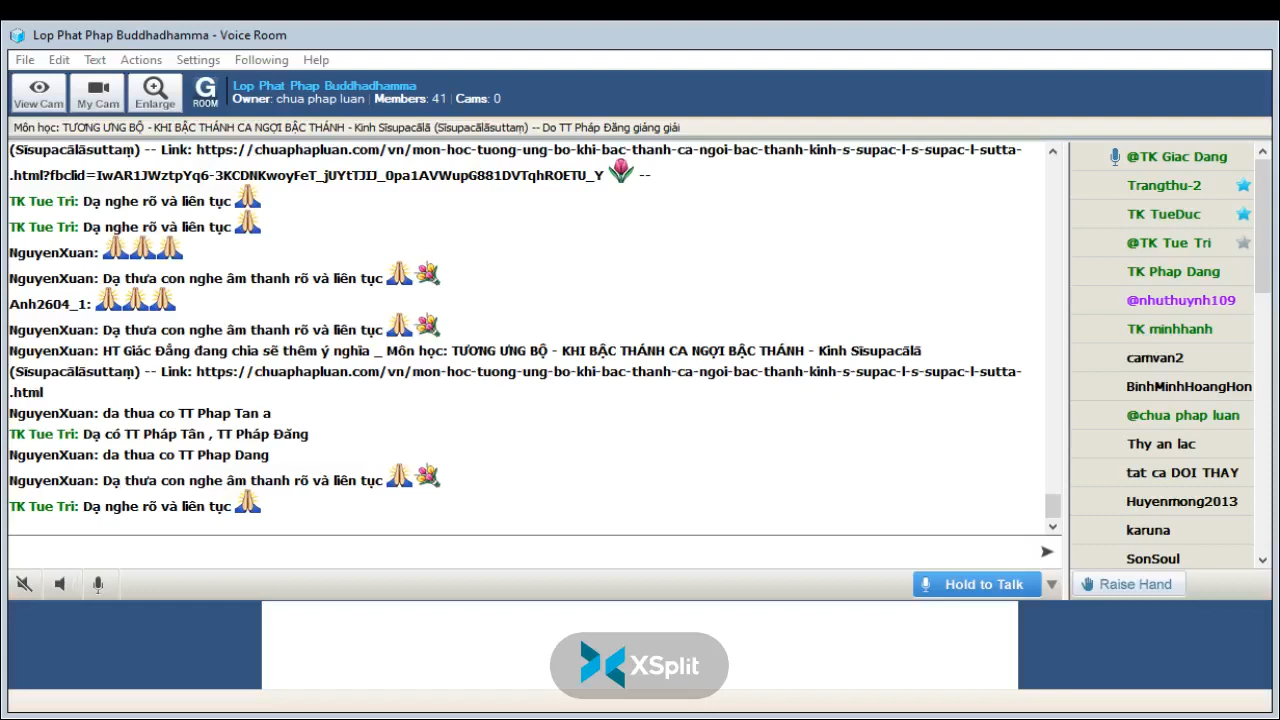 Lop Phat Phap Buddhadhamma - Voice Room
File Edit Text Actions Settings Following Help
View Cam My Cam Enlarge G ROOM
Lop Phat Phap Buddhadhamma
Owner: chua phap luan | Members: 41 | Cams: 0
Môn học: TƯƠNG ƯNG BỘ - KHI BẬC THÁNH CA NGỢI BẬC THÁNH - Kinh Sīsupacālā (Sīsupacālāsuttaṃ) -- Do TT Pháp Đăng giảng giải
(Sīsupacālāsuttaṃ) -- Link: https://chuaphapluan.com/vn/mon-hoc-tuong-ung-bo-khi-bac-thanh-ca-ngoi-bac-thanh-kinh-s-supac-l-s-supac-l-sutta-
.html?fbclid=IwAR1JWztpYq6-3KCDNKwoyFeT_jUYtTJIJ_0pa1AVWupG881DVTqhROETU_Y --
TK Tue Tri: Dạ nghe rõ và liên tục
TK Tue Tri: Dạ nghe rõ và liên tục
NguyenXuan:
NguyenXuan: Dạ thưa con nghe âm thanh rõ và liên tục
Anh2604_1:
NguyenXuan: Dạ thưa con nghe âm thanh rõ và liên tục
NguyenXuan: HT Giác Đẳng đang chia sẽ thêm ý nghĩa _ Môn học: TƯƠNG ƯNG BỘ - KHI BẬC THÁNH CA NGỢI BẬC THÁNH - Kinh Sīsupacālā
(Sīsupacālāsuttaṃ) -- Link: https://chuaphapluan.com/vn/mon-hoc-tuong-ung-bo-khi-bac-thanh-ca-ngoi-bac-thanh-kinh-s-supac-l-s-supac-l-sutta-
.html
NguyenXuan: da thua co TT Phap Tan a
TK Tue Tri: Dạ có TT Pháp Tân , TT Pháp Đăng
NguyenXuan: da thua co TT Phap Dang
NguyenXuan: Dạ thưa con nghe âm thanh rõ và liên tục
TK Tue Tri: Dạ nghe rõ và liên tục
@TK Giac Dang
Trangthu-2
TK TueDuc
@TK Tue Tri
TK Phap Dang
@nhuthuynh109
TK minhhanh
camvan2
BinhMinhHoangHon
@chua phap luan
Thy an lac
tat ca DOI THAY
Huyenmong2013
karuna
SonSoul
Hold to Talk
Raise Hand
XSplit